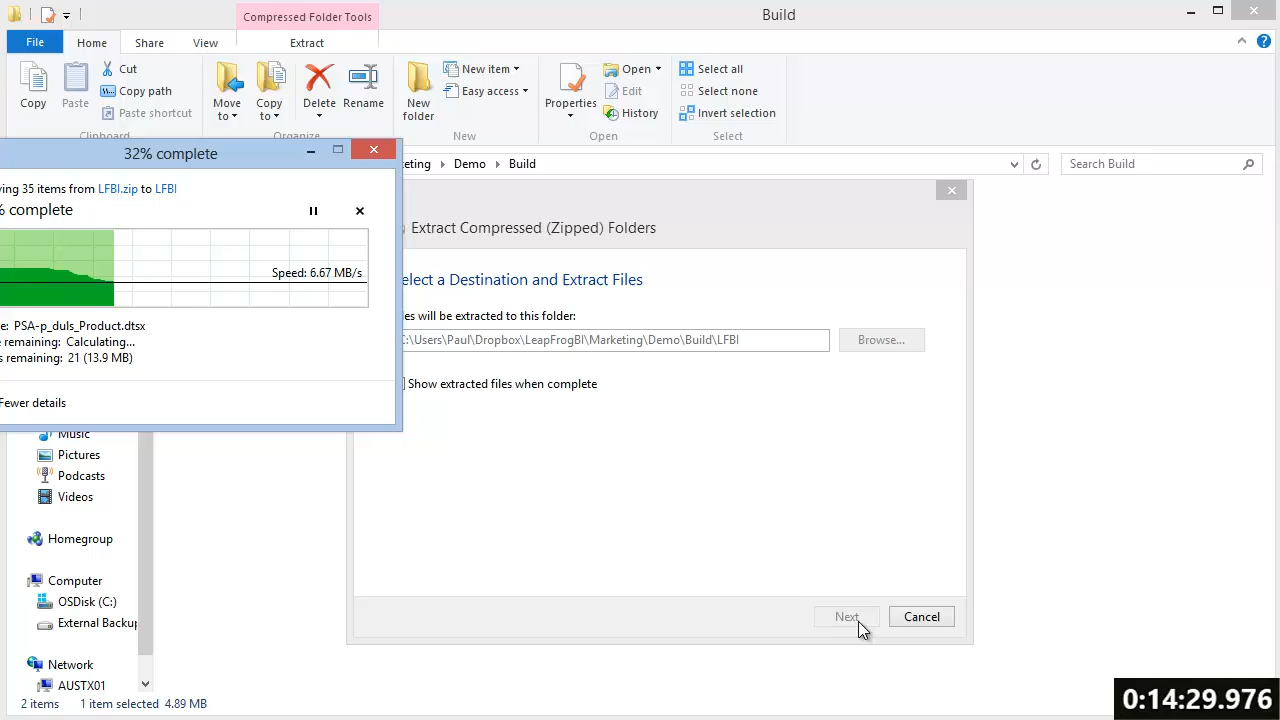 Compressed Folder Tools
Build
File
Home
Share
View
Extract
Copy
Paste
Cut
Copy path
Paste shortcut
Move to
Copy to
Delete
Rename
New folder
New item
Easy access
Properties
Open
Edit
History
Select all
Select none
Invert selection
Clipboard
Organize
New
Open
Select
32% complete
eting
Demo
Build
Search Build
ying 35 items from LFBI.zip to LFBI
% complete
Speed: 6.67 MB/s
e: PSA-p_duls_Product.dtsx
e remaining: Calculating...
s remaining: 21 (13.9 MB)
Fewer details
Extract Compressed (Zipped) Folders
elect a Destination and Extract Files
les will be extracted to this folder:
C:\Users\Paul\Dropbox\LeapFrogBI\Marketing\Demo\Build\LFBI
Browse...
Show extracted files when complete
Music
Pictures
Podcasts
Videos
Homegroup
Computer
OSDisk (C:)
External Backup
Network
AUSTX01
Next
Cancel
2 items
1 item selected 4.89 MB
0:14:29.976